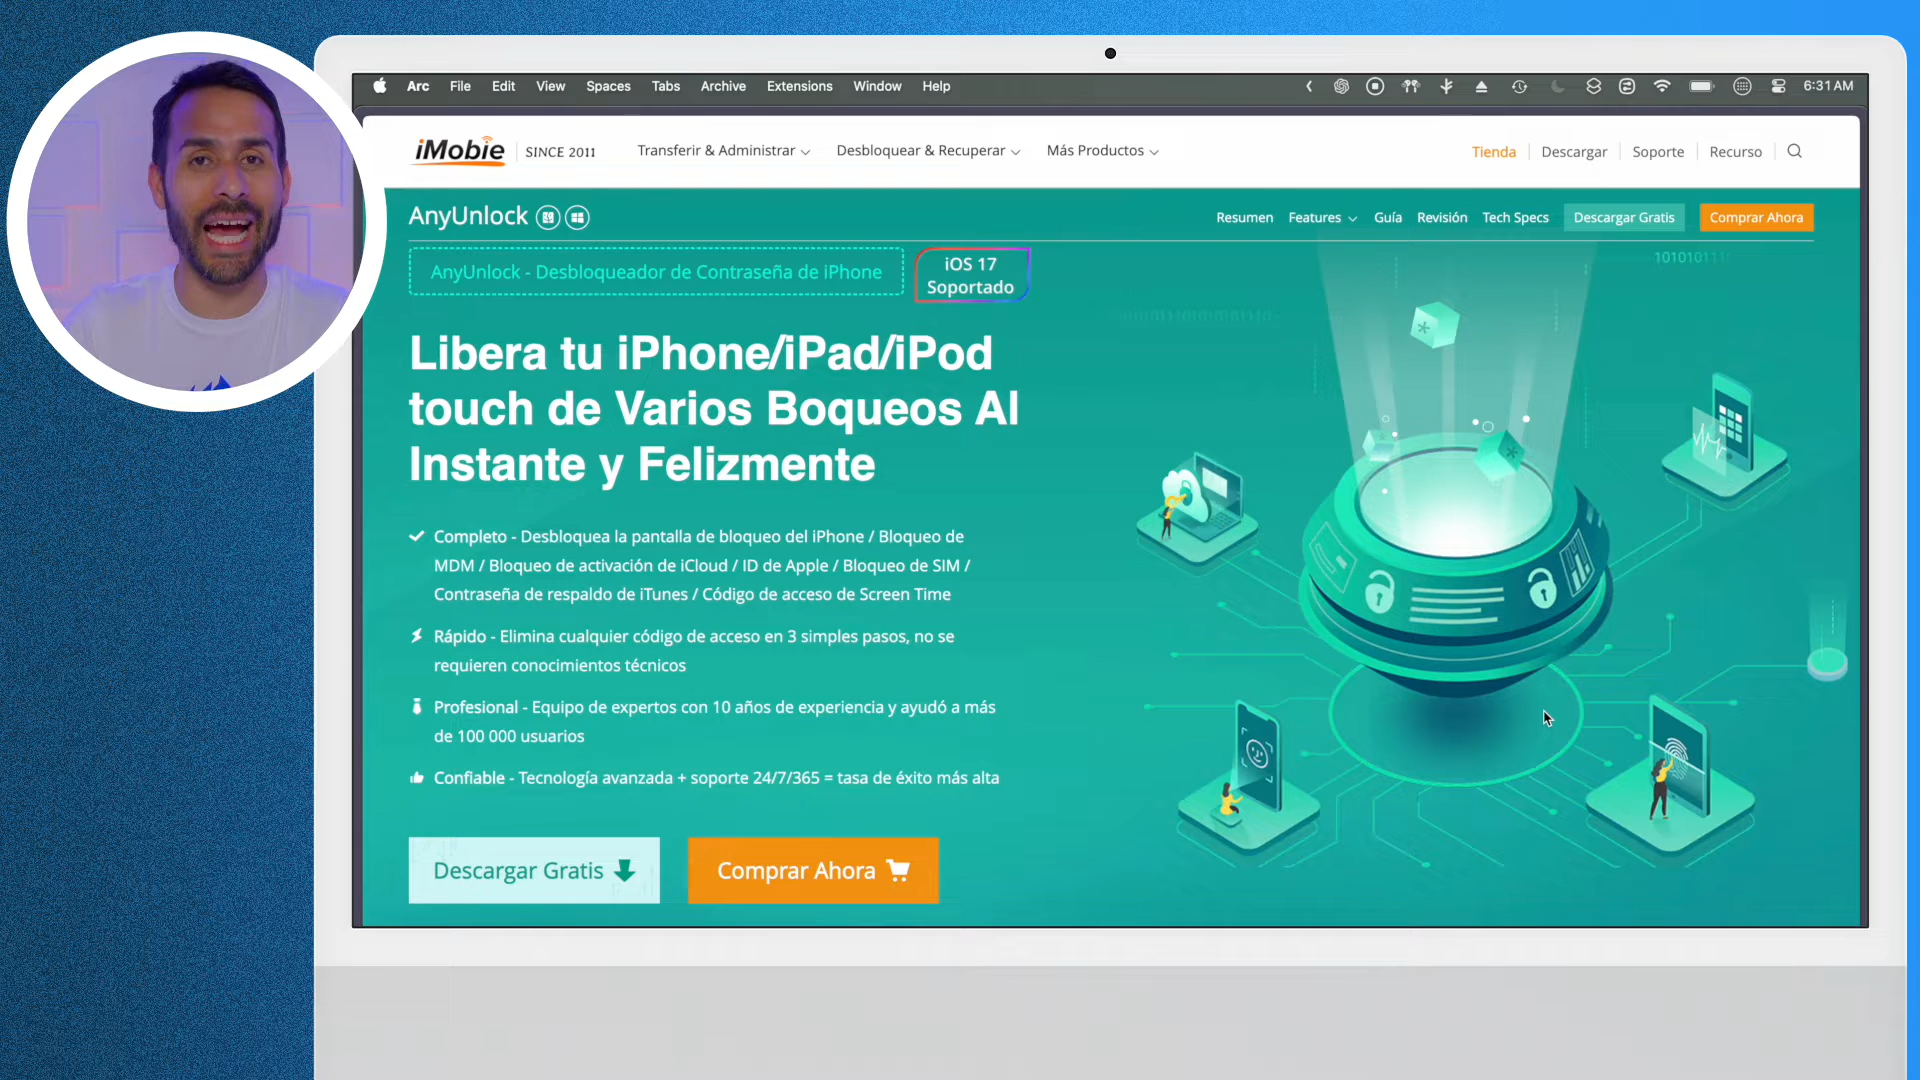 Arc File Edit View Spaces Tabs Archive Extensions Window Help 6:31 AM
iMobie SINCE 2011 Transferir & Administrar Desbloquear & Recuperar Más Productos Tienda Descargar Soporte Recurso
AnyUnlock Resumen Features Guía Revisión Tech Specs Descargar Gratis Comprar Ahora
AnyUnlock - Desbloqueador de Contraseña de iPhone
iOS 17
Soportado
Libera tu iPhone/iPad/iPod
touch de Varios Boqueos Al
Instante y Felizmente
Completo - Desbloquea la pantalla de bloqueo del iPhone / Bloqueo de
MDM / Bloqueo de activación de iCloud / ID de Apple / Bloqueo de SIM /
Contraseña de respaldo de iTunes / Código de acceso de Screen Time
Rápido - Elimina cualquier código de acceso en 3 simples pasos, no se
requieren conocimientos técnicos
Profesional - Equipo de expertos con 10 años de experiencia y ayudó a más
de 100 000 usuarios
Confiable - Tecnología avanzada + soporte 24/7/365 = tasa de éxito más alta
Descargar Gratis
Comprar Ahora